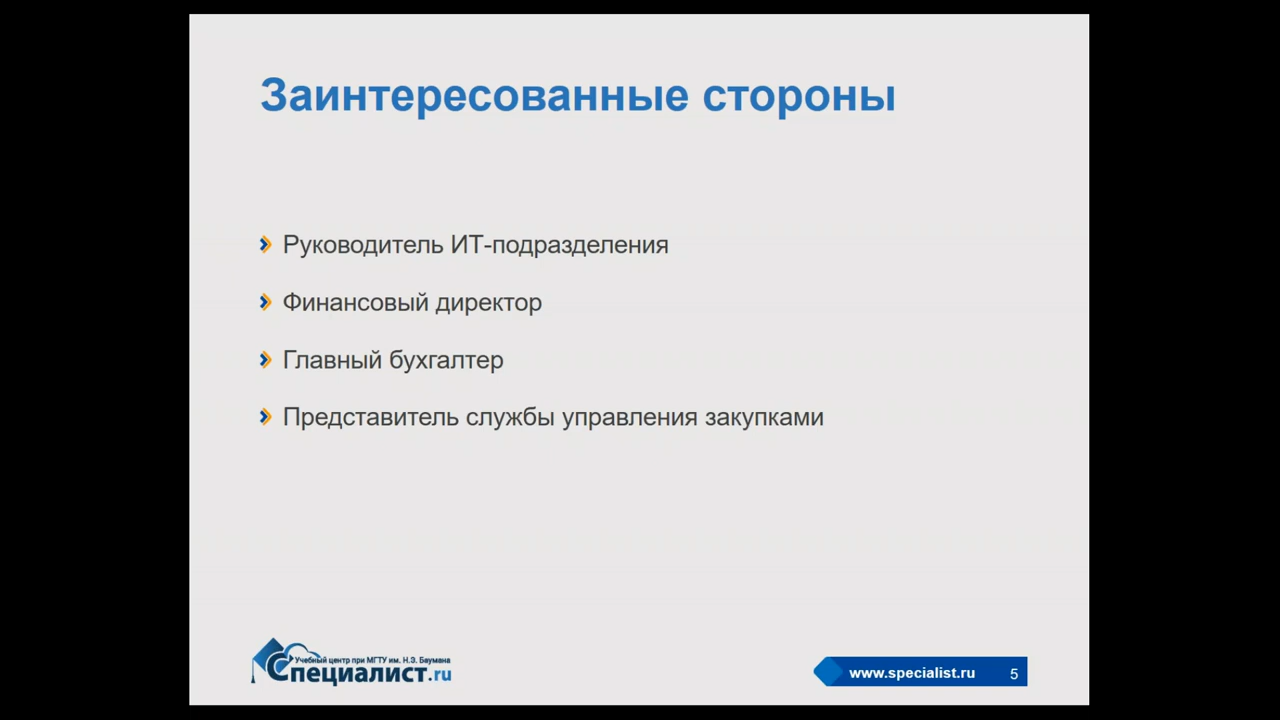 Заинтересованные стороны
Руководитель ИТ-подразделения
Финансовый директор
Главный бухгалтер
Представитель службы управления закупками
Учебный центр при МГТУ им. Н.Э. Баумана
Специалист.ru
www.specialist.ru 5